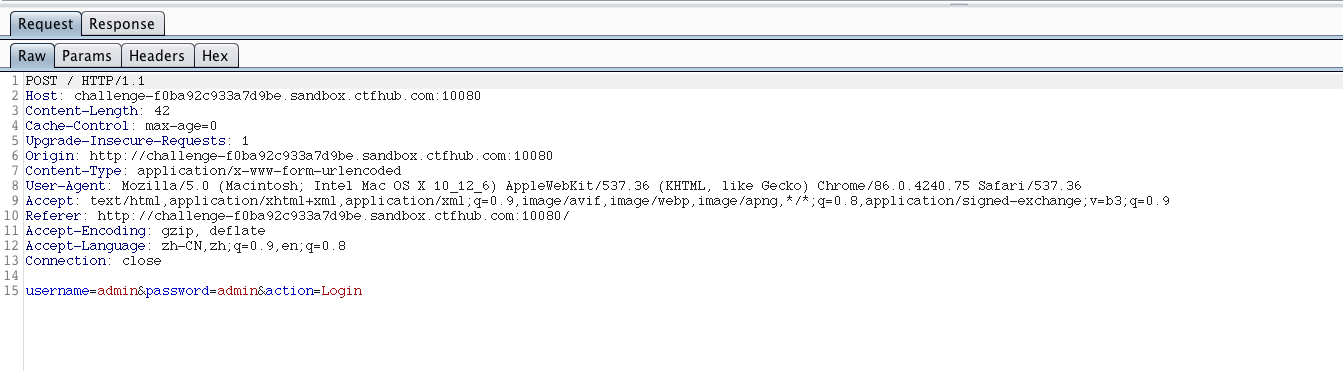 Request Response
Raw Params Headers Hex
1 POST / HTTP/1.1
2 Host: challenge-f0ba92c933a7d9be.sandbox.ctfhub.com:10080
3 Content-Length: 42
4 Cache-Control: max-age=0
5 Upgrade-Insecure-Requests: 1
6 Origin: http://challenge-f0ba92c933a7d9be.sandbox.ctfhub.com:10080
7 Content-Type: application/x-www-form-urlencoded
8 User-Agent: Mozilla/5.0 (Macintosh; Intel Mac OS X 10_12_6) AppleWebKit/537.36 (KHTML, like Gecko) Chrome/86.0.4240.75 Safari/537.36
9 Accept: text/html,application/xhtml+xml,application/xml;q=0.9,image/avif,image/webp,image/apng,*/*;q=0.8,application/signed-exchange;v=b3;q=0.9
10 Referer: http://challenge-f0ba92c933a7d9be.sandbox.ctfhub.com:10080/
11 Accept-Encoding: gzip, deflate
12 Accept-Language: zh-CN,zh;q=0.9,en;q=0.8
13 Connection: close
14
15 username=admin&password=admin&action=Login